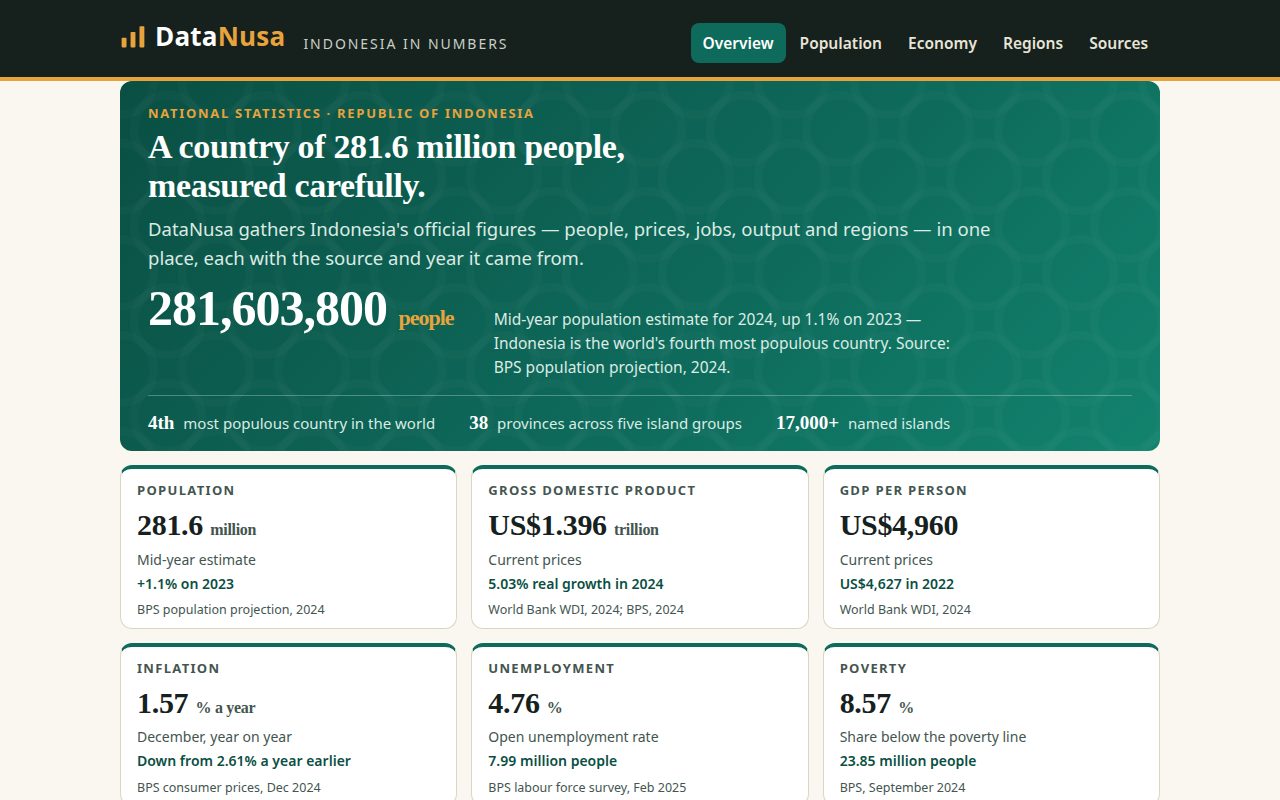 DataNusa INDONESIA IN NUMBERS Overview Population Economy Regions Sources
NATIONAL STATISTICS · REPUBLIC OF INDONESIA
A country of 281.6 million people,
measured carefully.
DataNusa gathers Indonesia's official figures — people, prices, jobs, output and regions — in one
place, each with the source and year it came from.
281,603,800 people
Mid-year population estimate for 2024, up 1.1% on 2023 —
Indonesia is the world's fourth most populous country. Source:
BPS population projection, 2024.
4th most populous country in the world 38 provinces across five island groups 17,000+ named islands
POPULATION
281.6 million
Mid-year estimate
+1.1% on 2023
BPS population projection, 2024
GROSS DOMESTIC PRODUCT
US$1.396 trillion
Current prices
5.03% real growth in 2024
World Bank WDI, 2024; BPS, 2024
GDP PER PERSON
US$4,960
Current prices
US$4,627 in 2022
World Bank WDI, 2024
INFLATION
1.57 % a year
December, year on year
Down from 2.61% a year earlier
BPS consumer prices, Dec 2024
UNEMPLOYMENT
4.76 %
Open unemployment rate
7.99 million people
BPS labour force survey, Feb 2025
POVERTY
8.57 %
Share below the poverty line
23.85 million people
BPS, September 2024